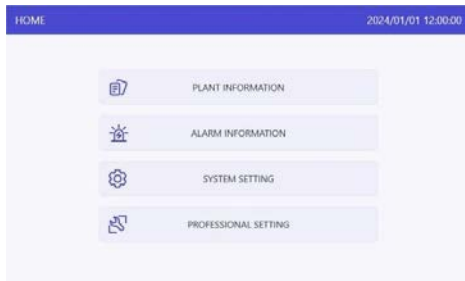 HOME
2024/01/01 12:00:00
PLANT INFORMATION
ALARM INFORMATION
SYSTEM SETTING
PROFESSIONAL SETTING